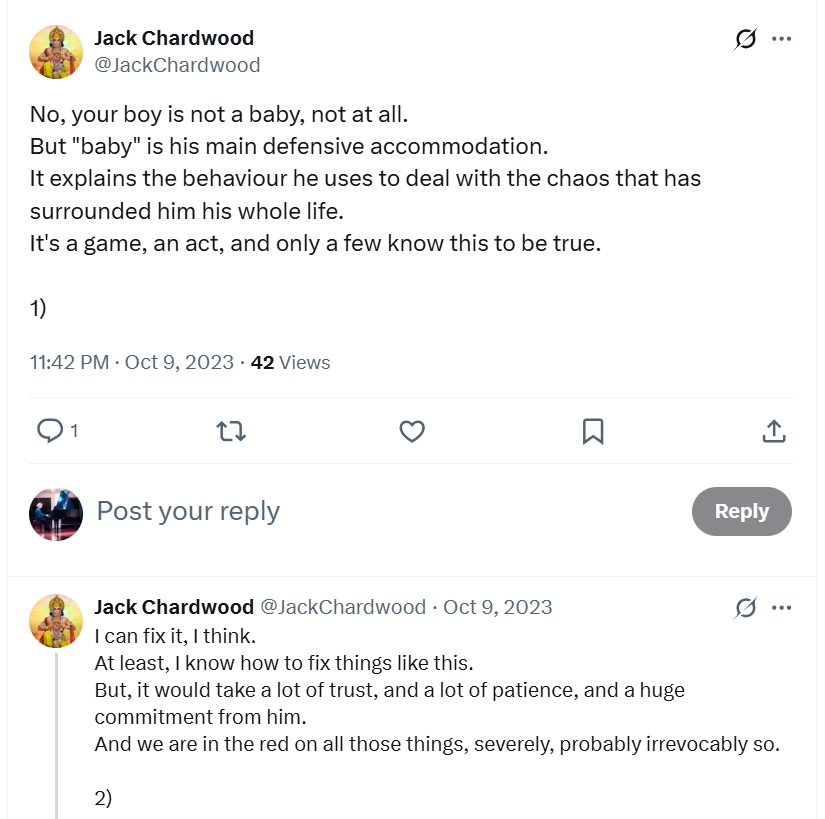 Jack Chardwood
@JackChardwood
No, your boy is not a baby, not at all.
But "baby" is his main defensive accommodation.
It explains the behaviour he uses to deal with the chaos that has
surrounded him his whole life.
It's a game, an act, and only a few know this to be true.
1)
11:42 PM · Oct 9, 2023 · 42 Views
1
Post your reply
Reply
Jack Chardwood @JackChardwood · Oct 9, 2023
I can fix it, I think.
At least, I know how to fix things like this.
But, it would take a lot of trust, and a lot of patience, and a huge
commitment from him.
And we are in the red on all those things, severely, probably irrevocably so.
2)